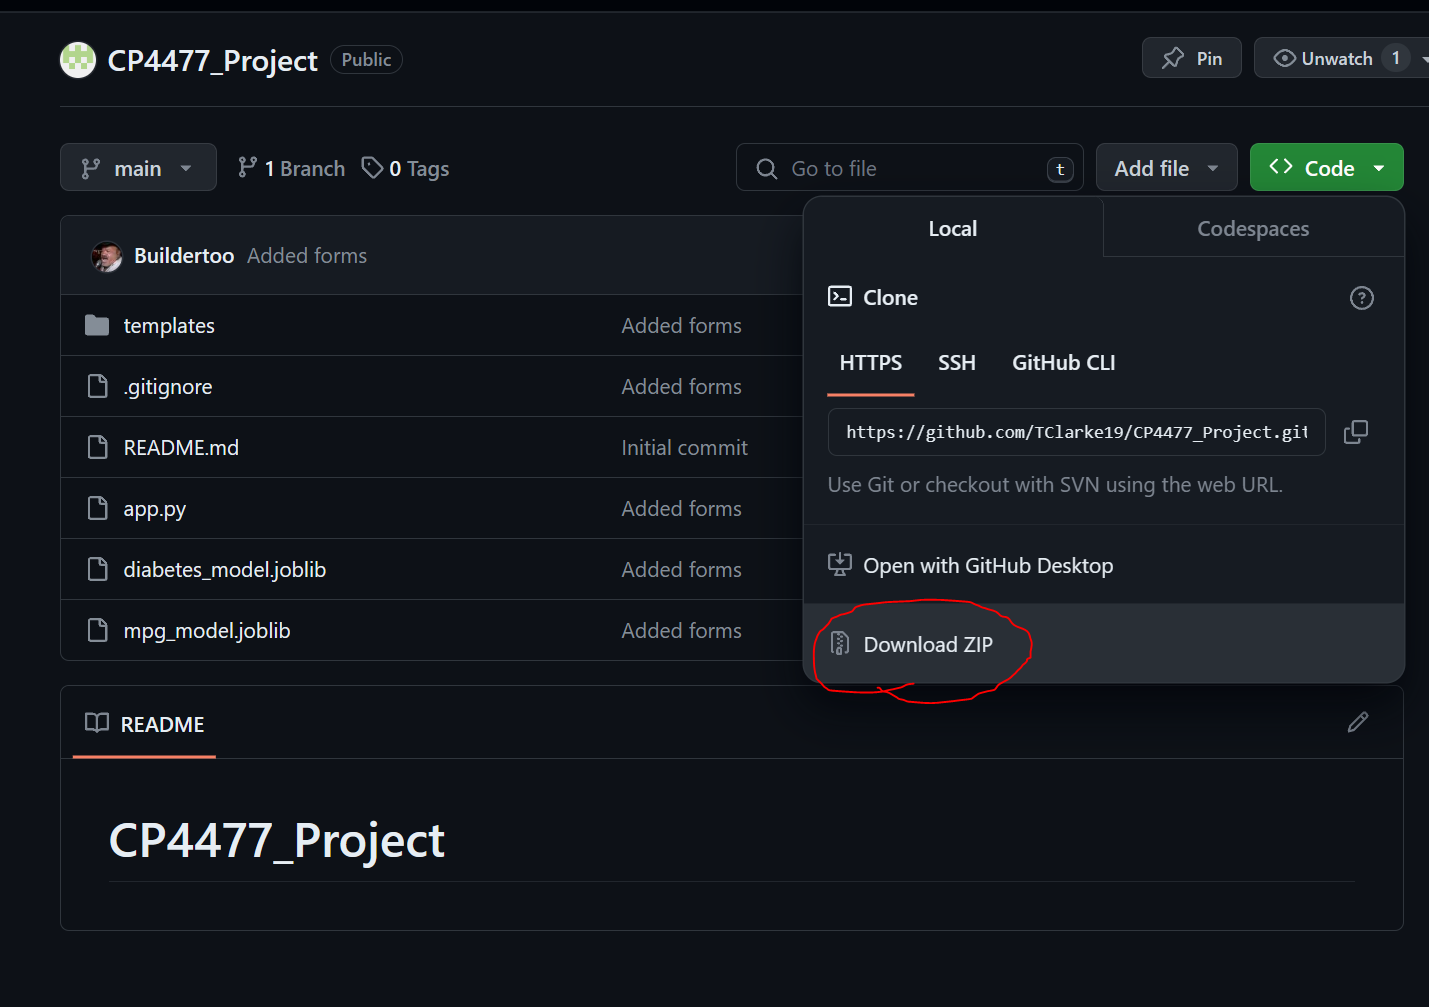 CP4477_Project Public Pin Unwatch 1
main 1 Branch 0 Tags Go to file t Add file Code
Buildertoo Added forms
templates Added forms
.gitignore Added forms
README.md Initial commit
app.py Added forms
diabetes_model.joblib Added forms
mpg_model.joblib Added forms
Local Codespaces
Clone
HTTPS SSH GitHub CLI
https://github.com/TClarke19/CP4477_Project.git
Use Git or checkout with SVN using the web URL.
Open with GitHub Desktop
Download ZIP
README
CP4477_Project